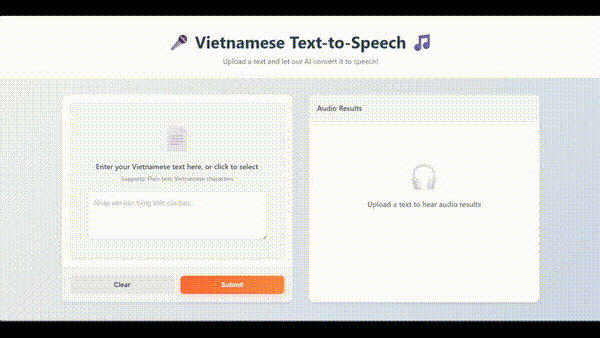 Vietnamese Text-to-Speech
Upload a text and let our AI convert it to speech!
Enter your Vietnamese text here, or click to select
Supports: Plain text, Vietnamese characters
Nhập văn bản tiếng Việt của bạn...
Clear
Submit
Audio Results
Upload a text to hear audio results